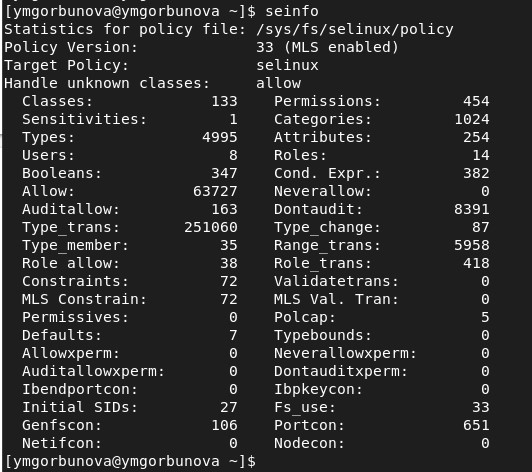 [ymgorbunova@ymgorbunova ~]$ seinfo
Statistics for policy file: /sys/fs/selinux/policy
Policy Version:             33 (MLS enabled)
Target Policy:              selinux
Handle unknown classes:     allow
  Classes:             133    Permissions:         454
  Sensitivities:         1    Categories:         1024
  Types:              4995    Attributes:          254
  Users:                 8    Roles:                14
  Booleans:            347    Cond. Expr.:         382
  Allow:             63727    Neverallow:            0
  Auditallow:          163    Dontaudit:          8391
  Type_trans:       251060    Type_change:          87
  Type_member:          35    Range_trans:        5958
  Role allow:           38    Role_trans:          418
  Constraints:          72    Validatetrans:         0
  MLS Constrain:        72    MLS Val. Tran:         0
  Permissives:           0    Polcap:                5
  Defaults:              7    Typebounds:            0
  Allowxperm:            0    Neverallowxperm:       0
  Auditallowxperm:       0    Dontauditxperm:        0
  Ibendportcon:          0    Ibpkeycon:             0
  Initial SIDs:         27    Fs_use:               33
  Genfscon:            106    Portcon:             651
  Netifcon:              0    Nodecon:               0
[ymgorbunova@ymgorbunova ~]$